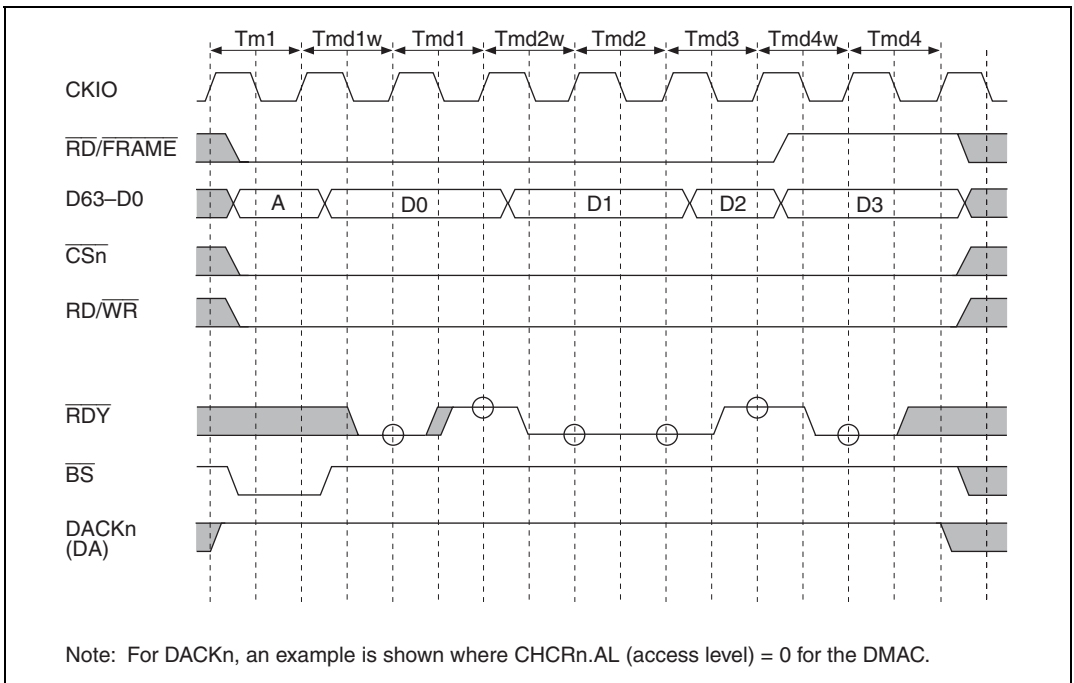 Tm1 Tmd1w Tmd1 Tmd2w Tmd2 Tmd3 Tmd4w Tmd4
CKIO
RD/FRAME
D63–D0 A D0 D1 D2 D3
CSn
RD/WR
RDY
BS
DACKn
(DA)
Note: For DACKn, an example is shown where CHCRn.AL (access level) = 0 for the DMAC.